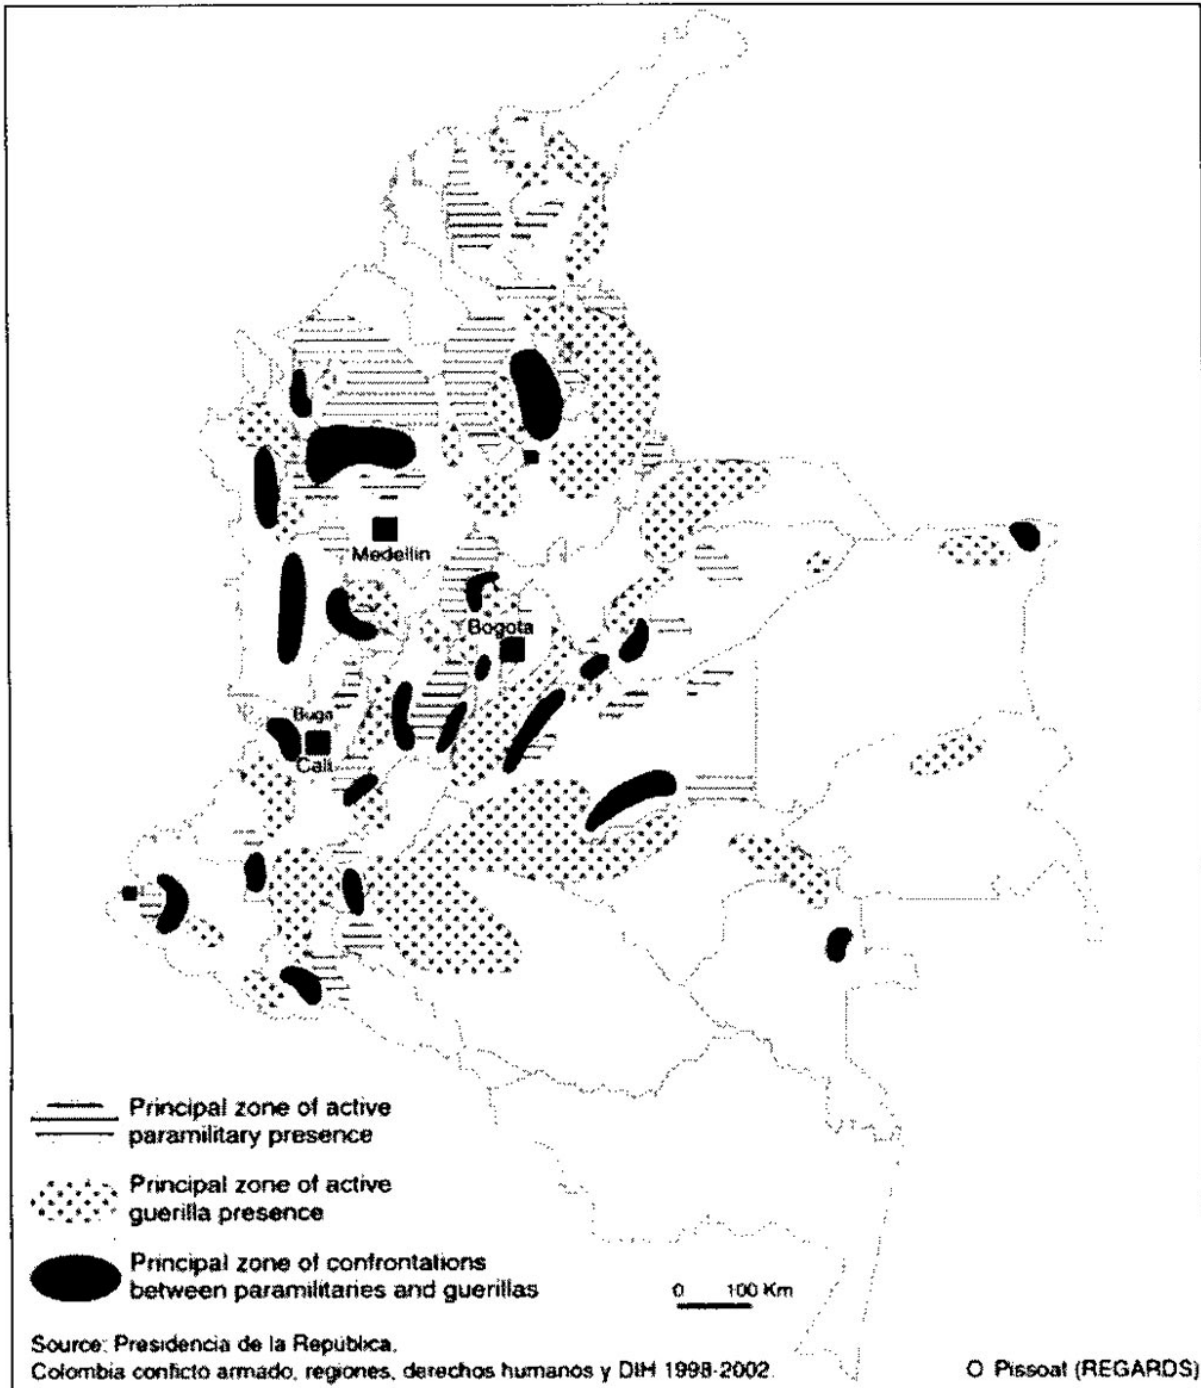 Medellin
Bogota
Buga
Cali
Principal zone of active
paramilitary presence
Principal zone of active
guerilla presence
Principal zone of confrontations
between paramilitaries and guerillas
0 100 Km
Source: Presidencia de la República,
Colombia conflicto armado, regiones, derechos humanos y DIH 1998-2002.
O Pissoat (REGARDS)